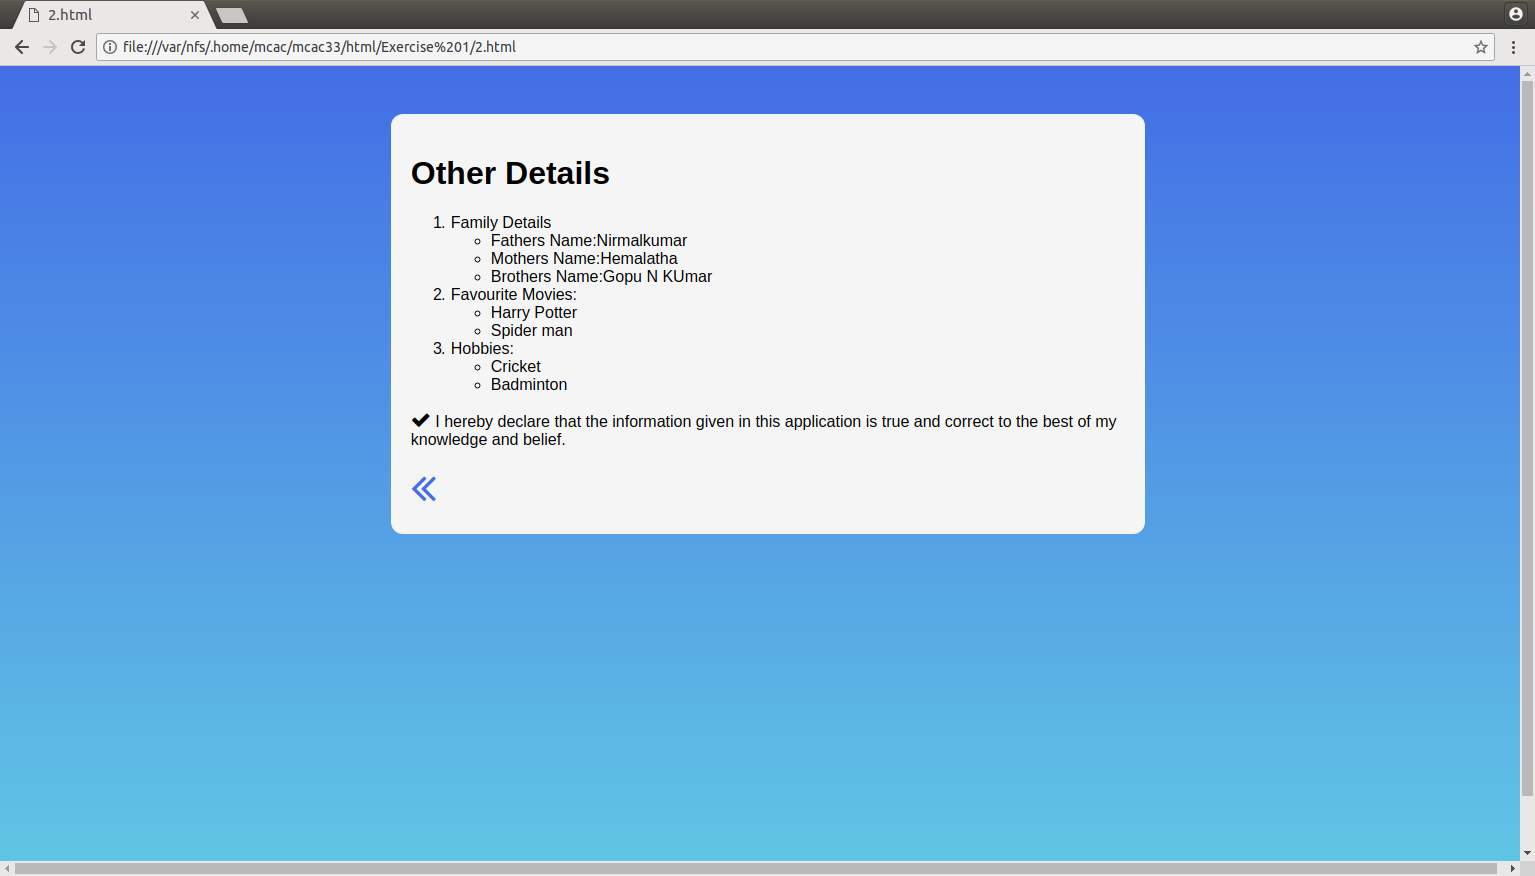 2.html
file:///var/nfs/.home/mcac/mcac33/html/Exercise%201/2.html
Other Details
1. Family Details
Fathers Name:Nirmalkumar
Mothers Name:Hemalatha
Brothers Name:Gopu N KUmar
2. Favourite Movies:
Harry Potter
Spider man
3. Hobbies:
Cricket
Badminton
I hereby declare that the information given in this application is true and correct to the best of my
knowledge and belief.